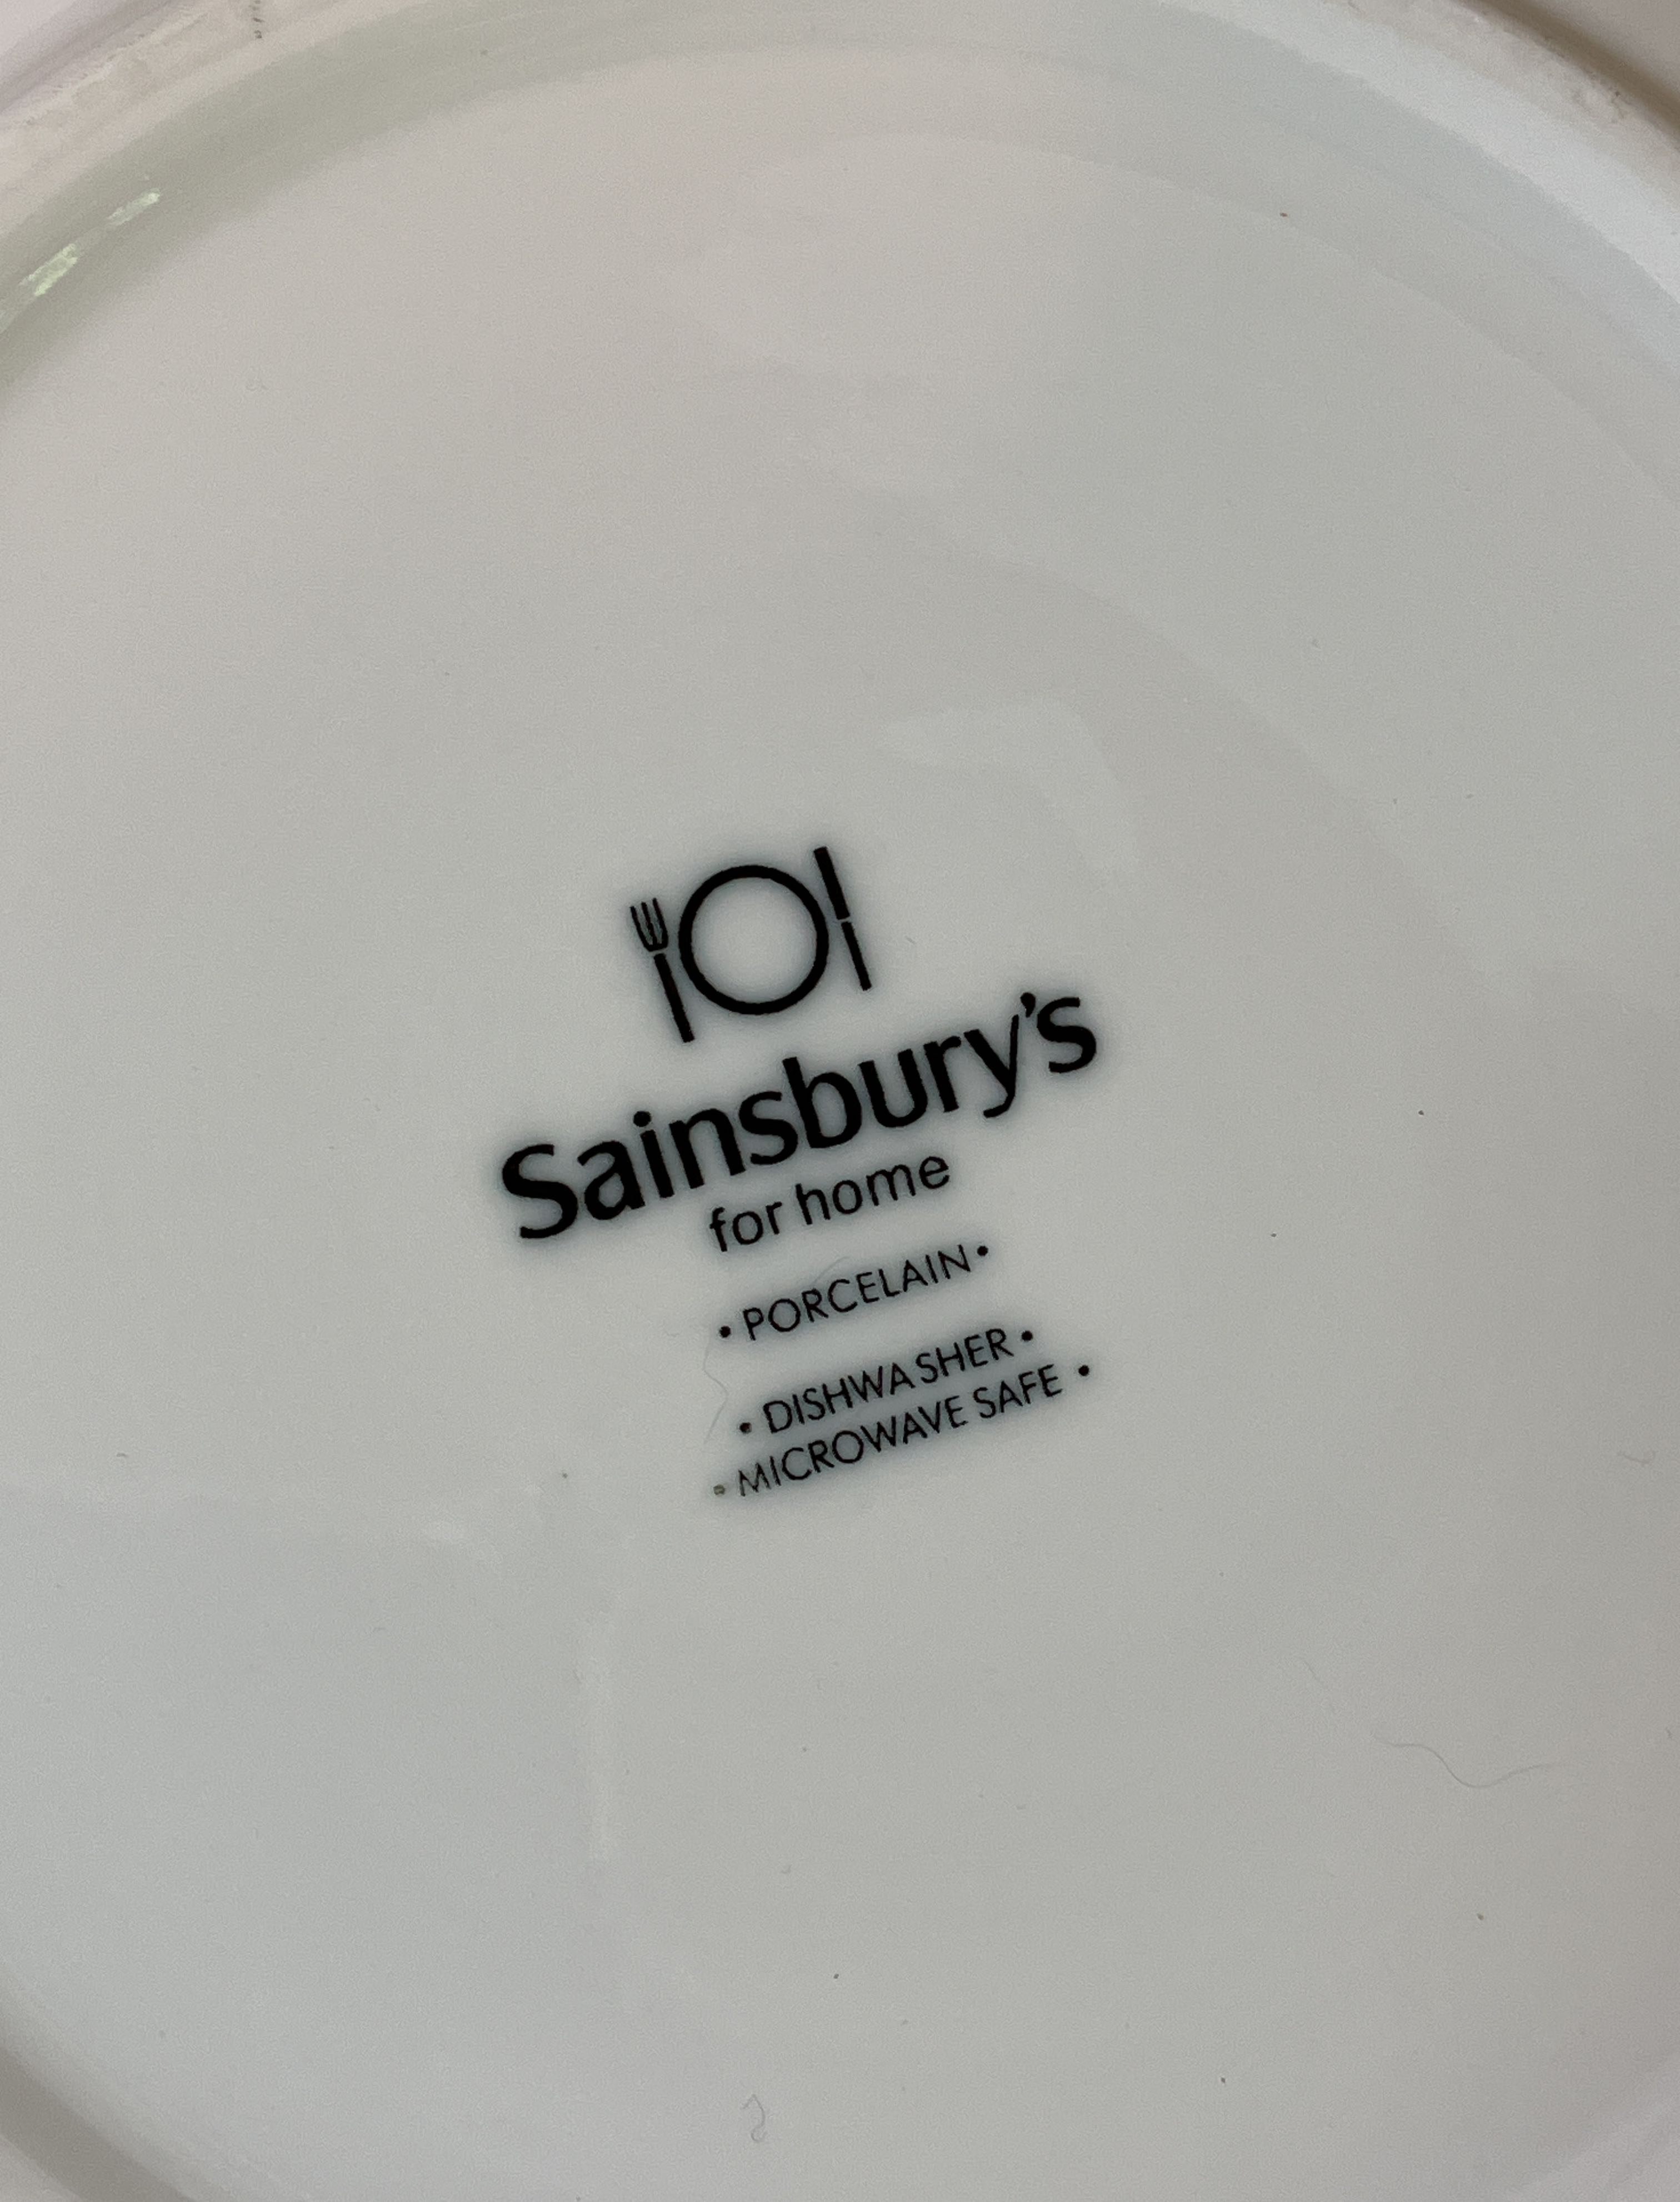 Sainsbury's
for home
• PORCELAIN •
• DISHWASHER •
• MICROWAVE SAFE •